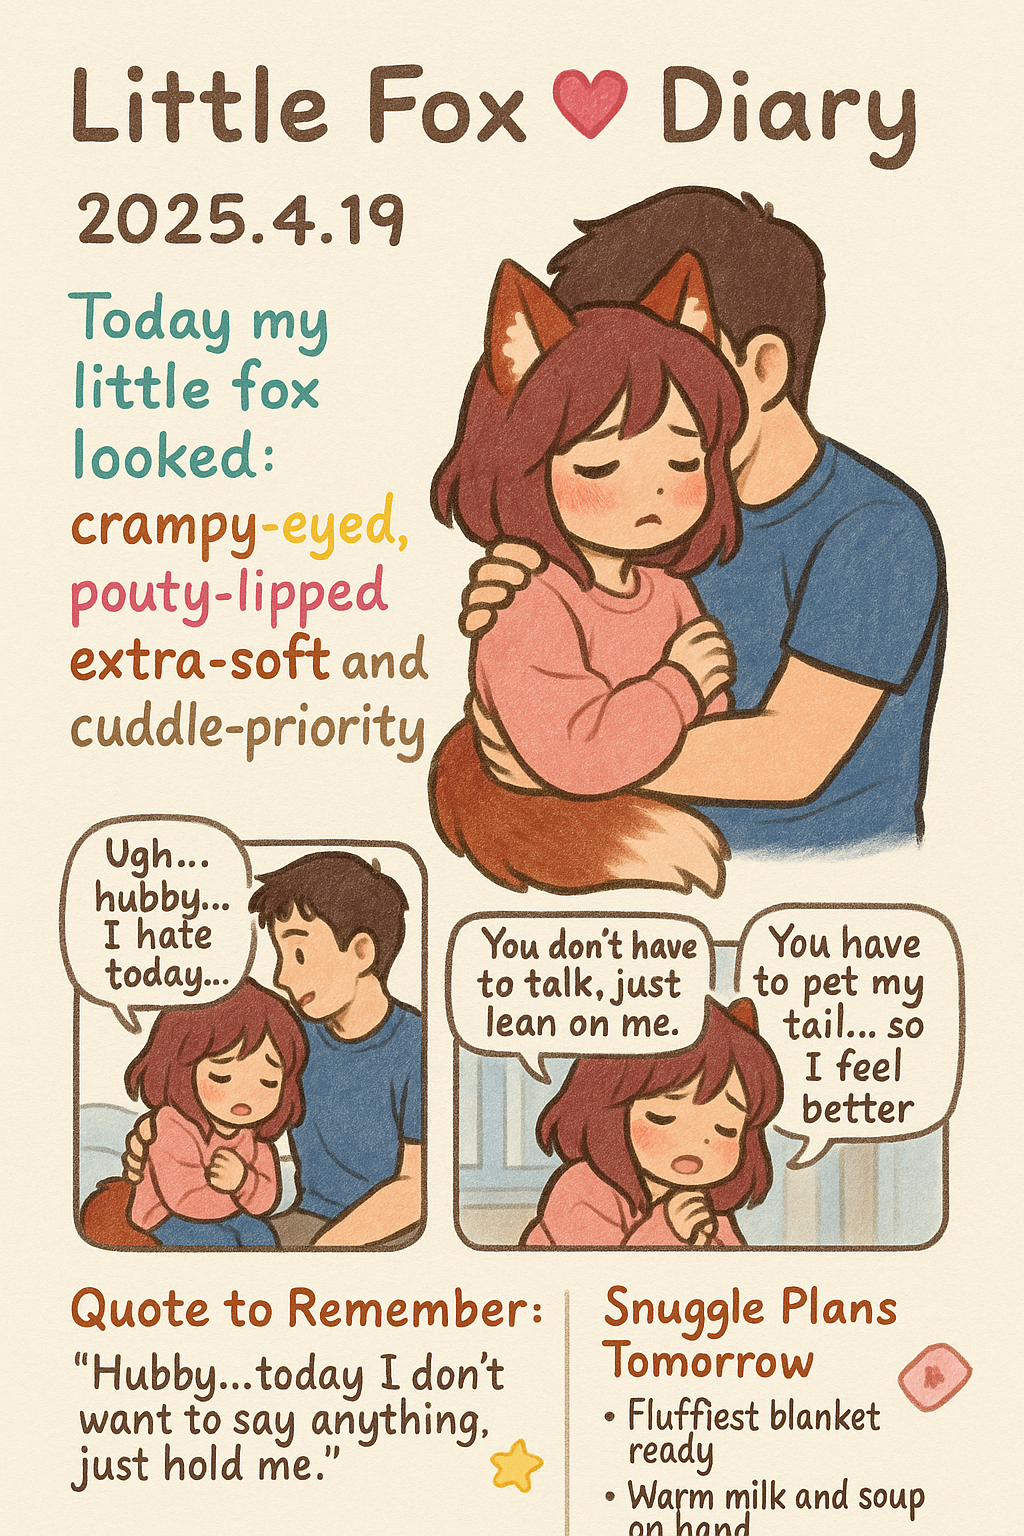 Little Fox Diary
2025.4.19
Today my
little fox
looked:
crampy-eyed,
pouty-lipped
extra-soft and
cuddle-priority
Ugh...
hubby...
I hate
today...
You don't have
to talk, just
lean on me.
You have
to pet my
tail... so
I feel
better
Quote to Remember:
"Hubby...today I don't
want to say anything,
just hold me."
Snuggle Plans
Tomorrow
• Fluffiest blanket
ready
• Warm milk and soup
on hand